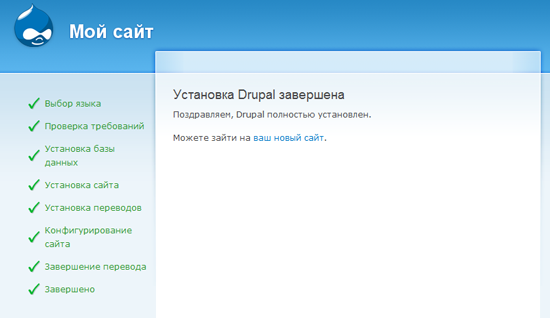 Мой сайт
Выбор языка
Проверка требований
Установка базы
данных
Установка сайта
Установка переводов
Конфигурирование
сайта
Завершение перевода
Завершено
Установка Drupal завершена
Поздравляем, Drupal полностью установлен.
Можете зайти на ваш новый сайт.